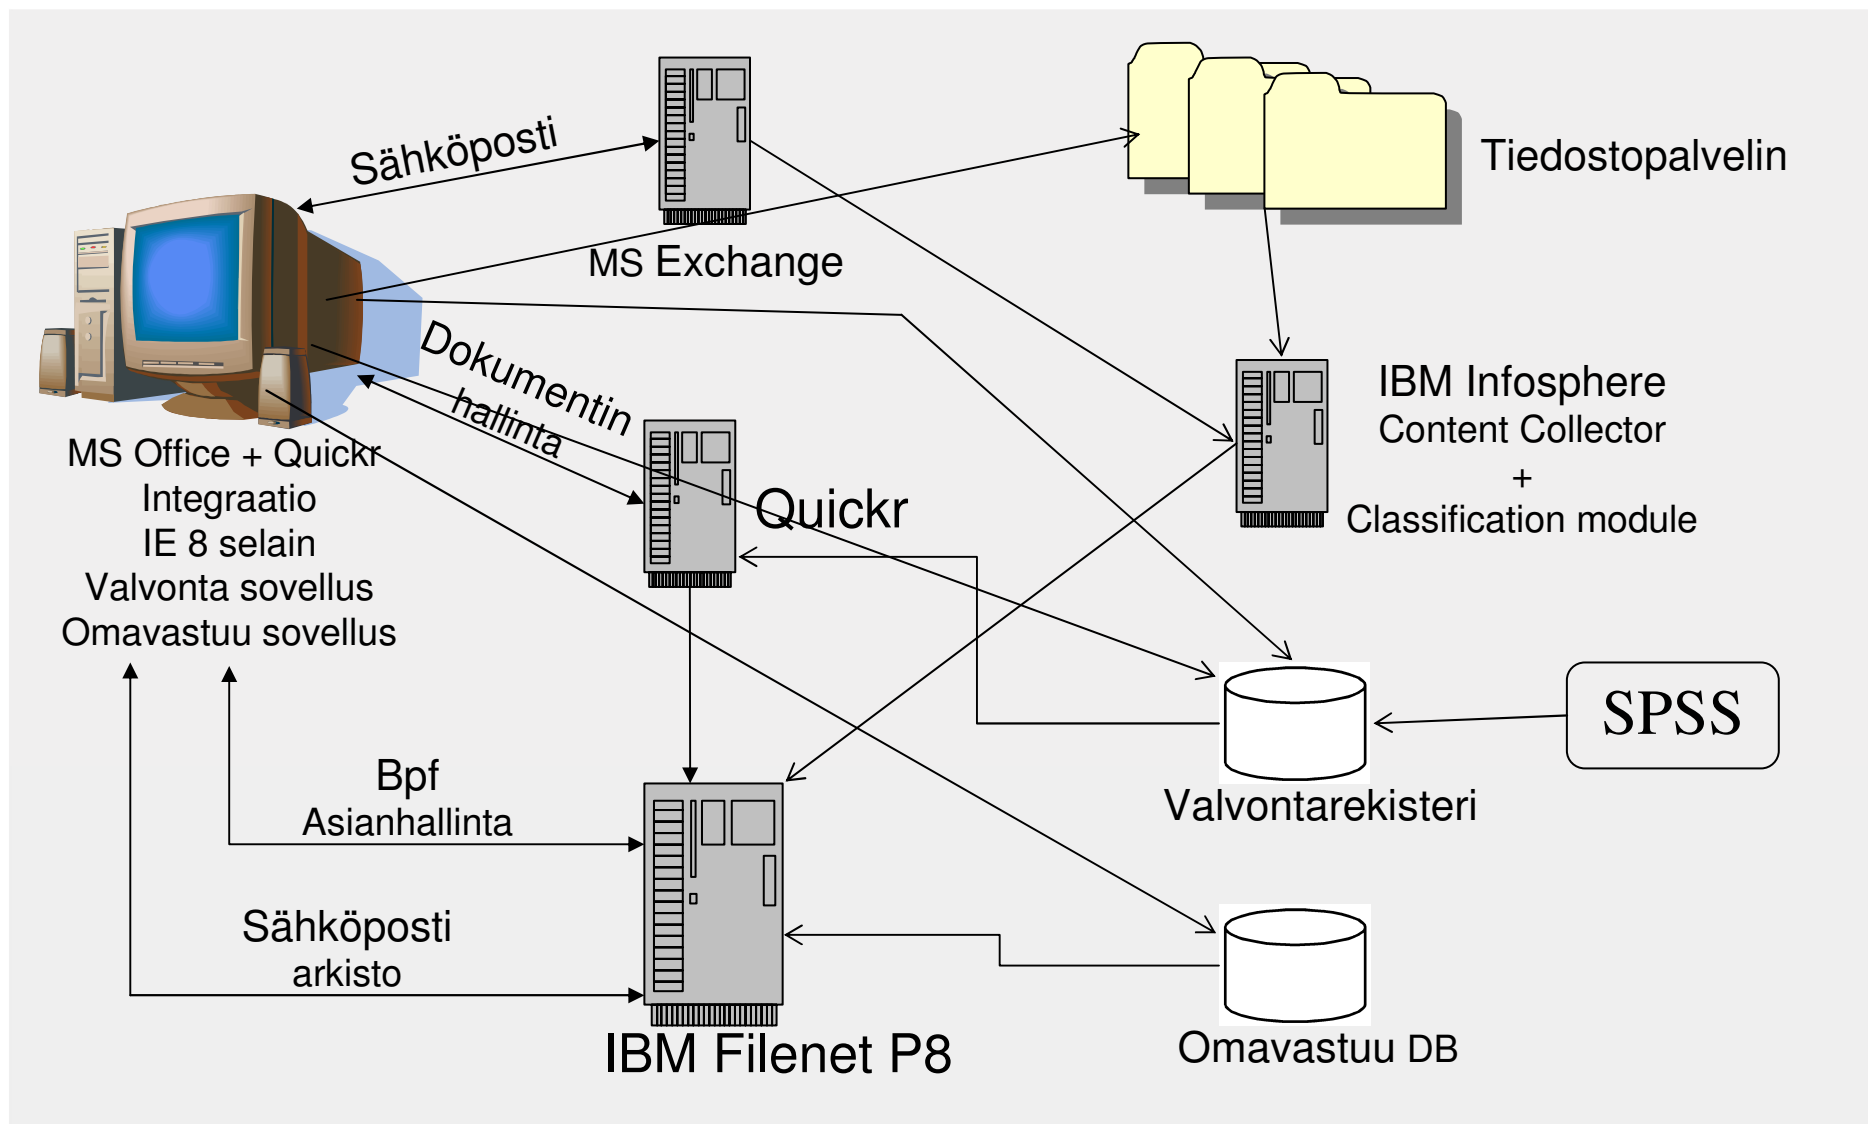 Sähköposti
MS Exchange
Tiedostopalvelin
Dokumentin
hallinta
IBM Infosphere
Content Collector
+
Classification module
MS Office + Quickr
Integraatio
IE 8 selain
Valvonta sovellus
Omavastuu sovellus
Quickr
SPSS
Valvontarekisteri
Bpf
Asianhallinta
Sähköposti
arkisto
IBM Filenet P8
Omavastuu DB